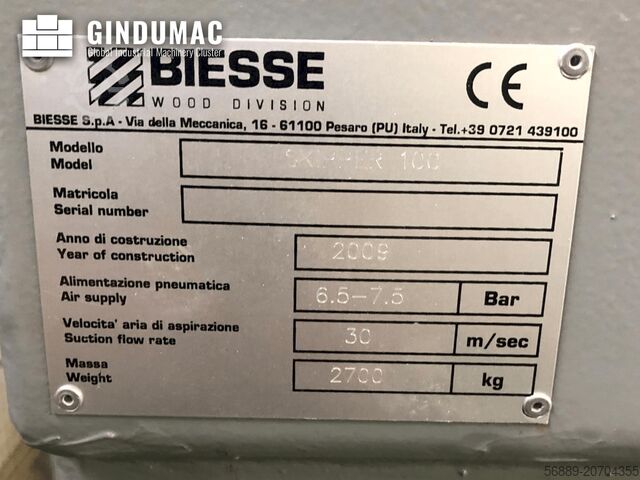 GINDUMAC
Global Industrial Machinery Cluster
BIESSE
WOOD DIVISION
CE
BIESSE S.p.A - Via della Meccanica, 16 - 61100 Pesaro (PU) Italy - Tel.+39 0721 439100
Modello
Model
SKIPPER 100
Matricola
Serial number
Anno di costruzione
Year of construction
2009
Alimentazione pneumatica
Air supply
6.5-7.5
Bar
Velocita' aria di aspirazione
Suction flow rate
30
m/sec
Massa
Weight
2700
kg
56889-20704355